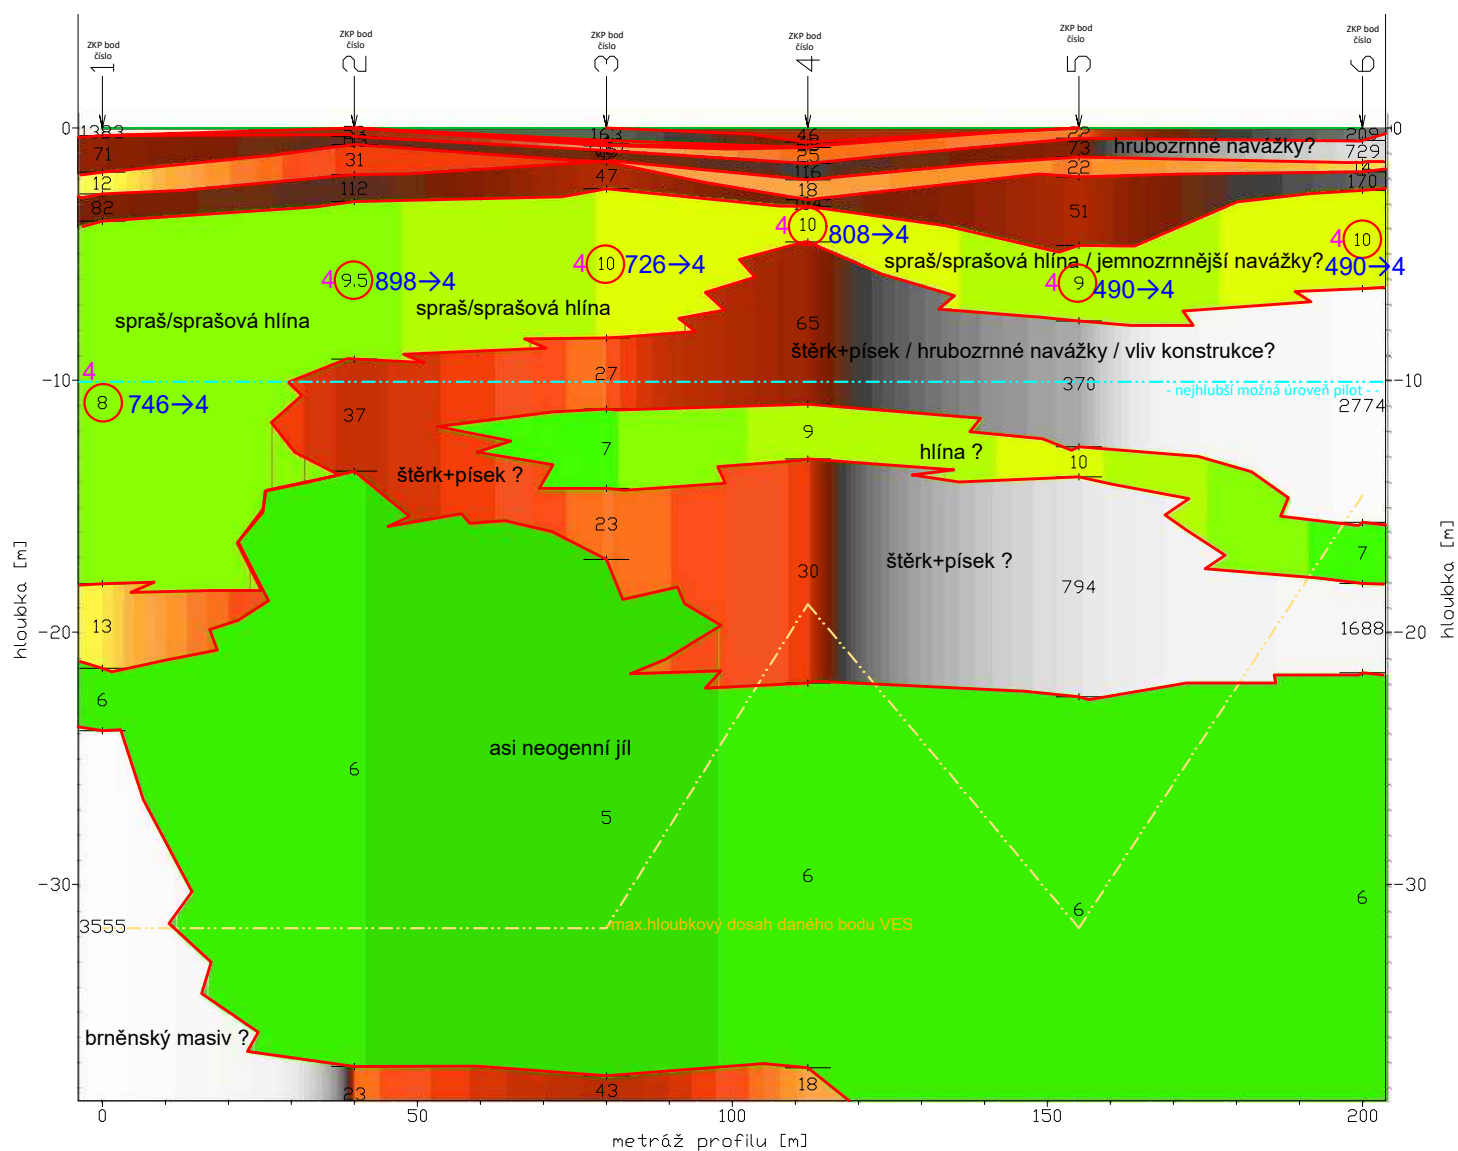 ZKP bod
číslo
1
ZKP bod
číslo
2
ZKP bod
číslo
3
ZKP bod
číslo
4
ZKP bod
číslo
5
ZKP bod
číslo
6
0
1383
163
46
22
209
0
71
31
25
73
hrubozrnné navážky?
729
12
112
47
116
22
14
82
18
51
170
4 10 808→4
4 10
4 9.5 898→4
4 10 726→4
spraš/sprašová hlína / jemnozrnnější navážky?
490→4
4 9 490→4
spraš/sprašová hlína
spraš/sprašová hlína
65
štěrk+písek / hrubozrnné navážky / vliv konstrukce?
4
27
-10
370
-10
- nejhlubší možná úroveň pilot - -
8 746→4
37
2774
7
9
hlína ?
10
štěrk+písek ?
23
30
štěrk+písek ?
794
7
13
-20
1688
-20
6
hloubka [m]
hloubka [m]
asi neogenní jíl
6
5
6
-30
6
6
-30
3555
max.hloubkový dosah daného bodu VES
brněnský masiv ?
23
43
18
0
50
100
150
200
metráž profilu [m]